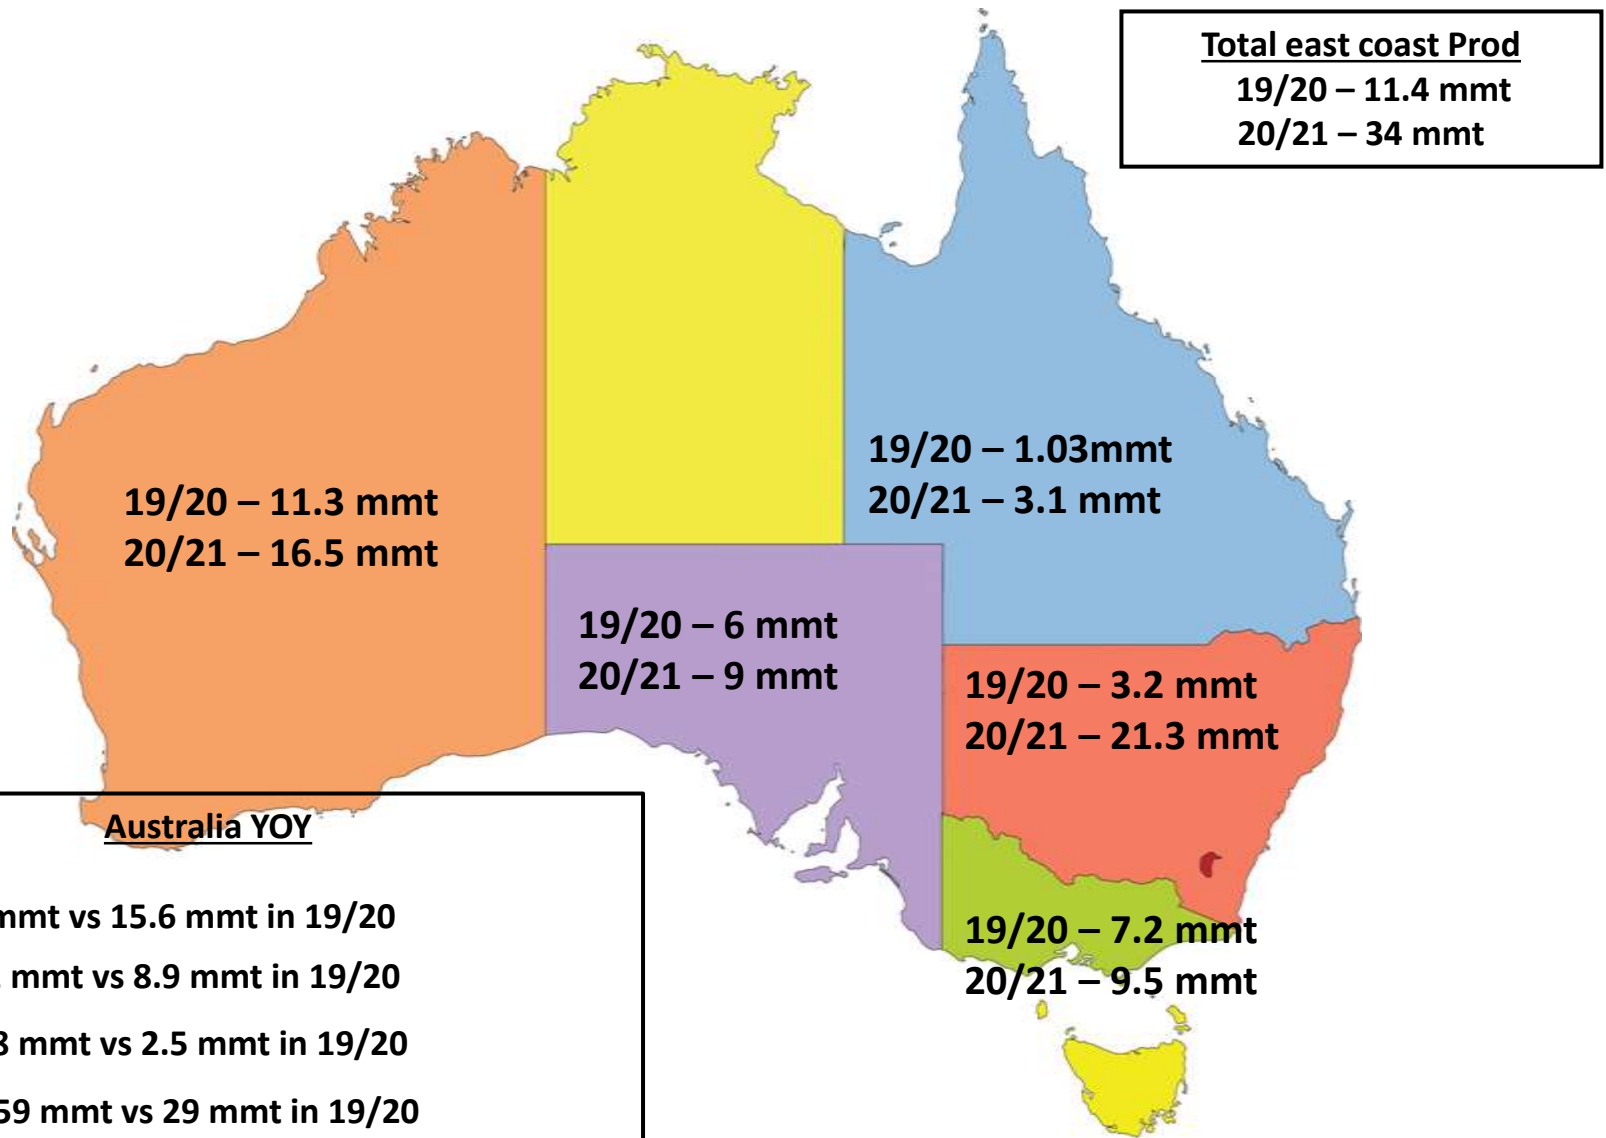 Total east coast Prod
19/20 – 11.4 mmt
20/21 – 34 mmt
19/20 – 1.03mmt
20/21 – 3.1 mmt
19/20 – 11.3 mmt
20/21 – 16.5 mmt
19/20 – 6 mmt
20/21 – 9 mmt
19/20 – 3.2 mmt
20/21 – 21.3 mmt
19/20 – 7.2 mmt
20/21 – 9.5 mmt
Australia YOY
mmt vs 15.6 mmt in 19/20
mmt vs 8.9 mmt in 19/20
mmt vs 2.5 mmt in 19/20
59 mmt vs 29 mmt in 19/20